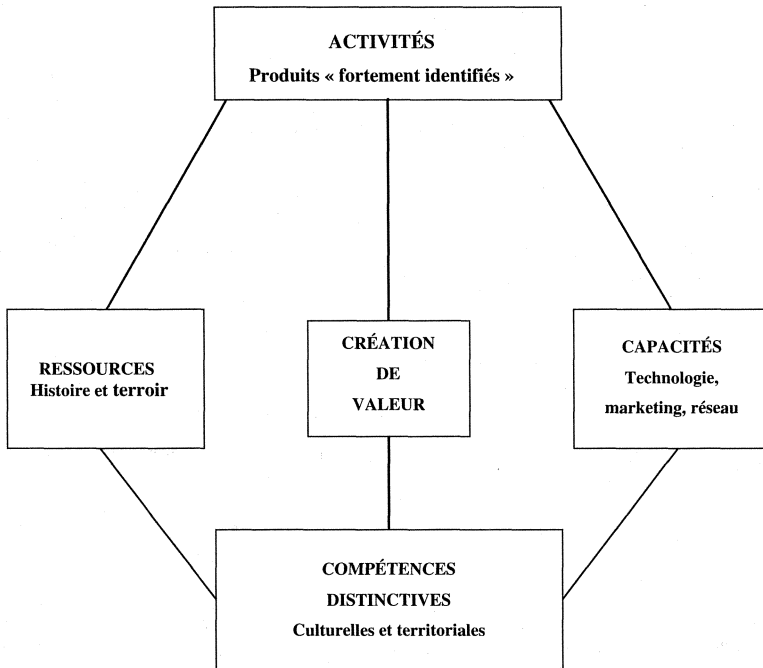 ACTIVITÉS
Produits « fortement identifiés »
RESSOURCES
Histoire et terroir
CRÉATION
DE
VALEUR
CAPACITÉS
Technologie,
marketing, réseau
COMPÉTENCES
DISTINCTIVES
Culturelles et territoriales